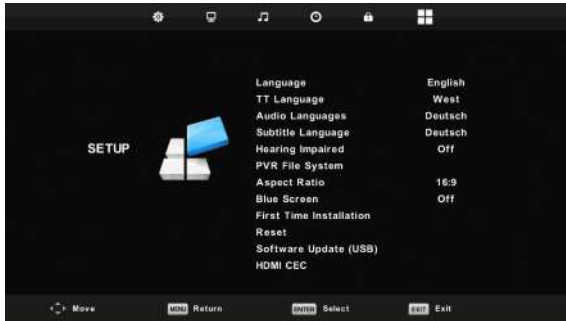 SETUP
Language English
TT Language West
Audio Languages Deutsch
Subtitle Language Deutsch
Hearing Impaired Off
PVR File System
Aspect Ratio 16:9
Blue Screen Off
First Time Installation
Reset
Software Update (USB)
HDMI CEC
Move MENU Return ENTER Select EXIT Exit